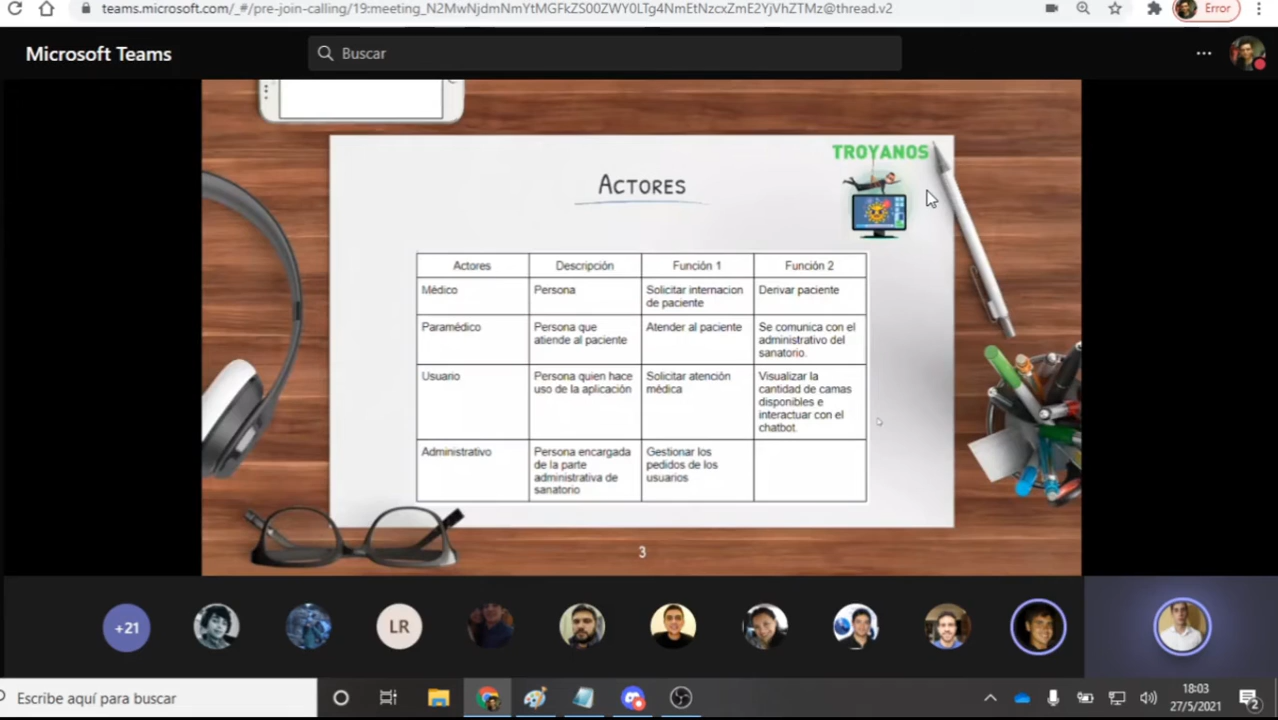 teams.microsoft.com/_#/pre-join-calling/19:meeting_N2MwNjdmNmYtMGFkZS00ZWY0LTg4NmEtNzcxZmE2YjVhZTMz@thread.v2
Error
Microsoft Teams
Buscar
TROYANOS
ACTORES
Actores
Descripción
Función 1
Función 2
Médico
Persona
Solicitar internacion
de paciente
Derivar paciente
Paramédico
Persona que
atiende al paciente
Atender al paciente
Se comunica con el
administrativo del
sanatorio.
Usuario
Persona quien hace
uso de la aplicación
Solicitar atención
médica
Visualizar la
cantidad de camas
disponibles e
interactuar con el
chatbot.
Administrativo
Persona encargada
de la parte
administrativa de
sanatorio
Gestionar los
pedidos de los
usuarios
3
+21
LR
Escribe aquí para buscar
18:03
27/5/2021
2